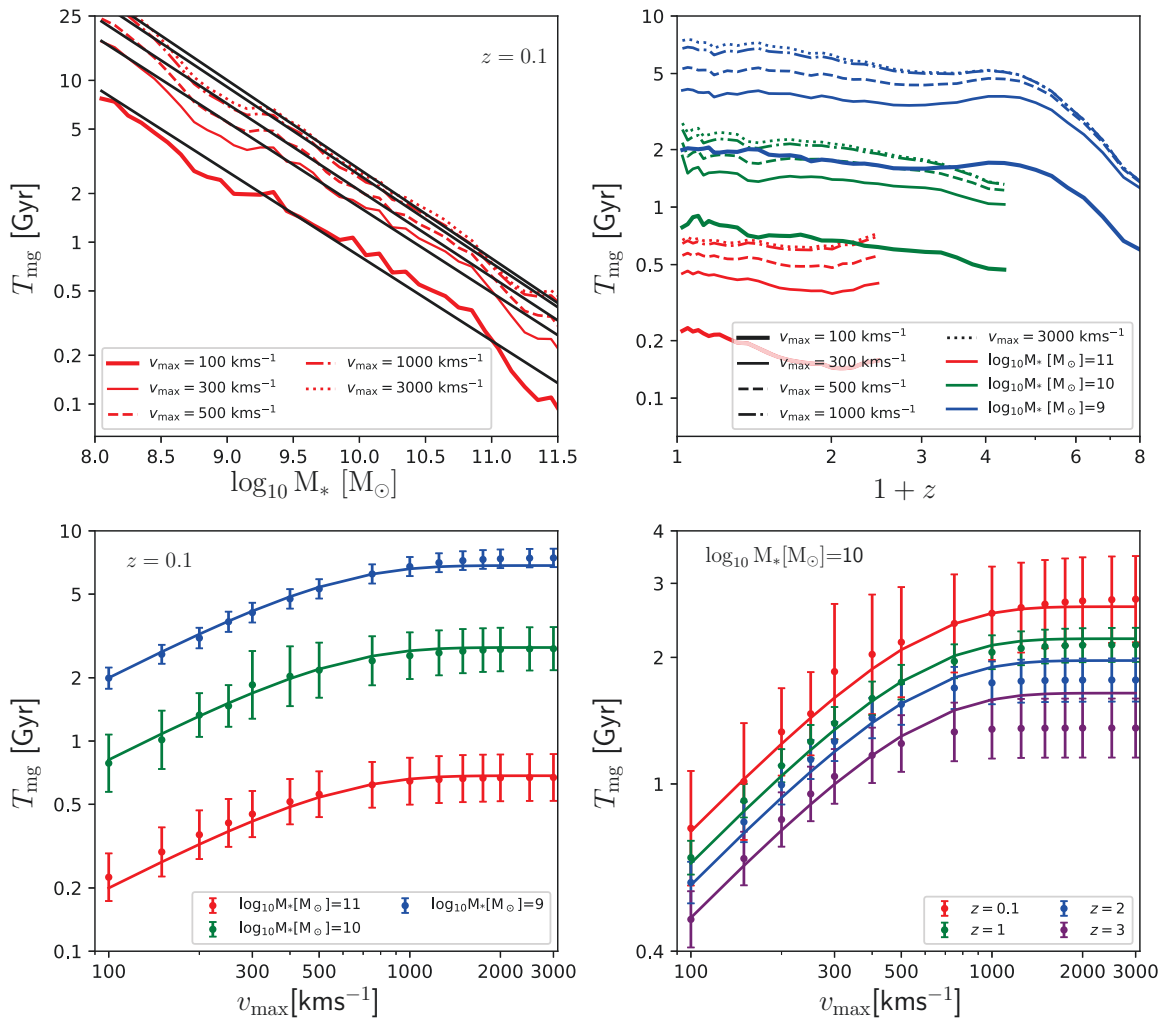 25
10
5
2
1
0.5
0.2
0.1
T_mg [Gyr]
z = 0.1
v_max = 100 kms⁻¹
v_max = 300 kms⁻¹
v_max = 500 kms⁻¹
v_max = 1000 kms⁻¹
v_max = 3000 kms⁻¹
8.0 8.5 9.0 9.5 10.0 10.5 11.0 11.5
log₁₀ M* [M⊙]
10
5
2
1
0.5
0.2
0.1
T_mg [Gyr]
v_max = 100 kms⁻¹
v_max = 300 kms⁻¹
v_max = 500 kms⁻¹
v_max = 1000 kms⁻¹
v_max = 3000 kms⁻¹
log₁₀M* [M⊙]=11
log₁₀M* [M⊙]=10
log₁₀M* [M⊙]=9
1 2 3 4 6 8
1 + z
10
5
2
1
0.5
0.2
0.1
T_mg [Gyr]
z = 0.1
log₁₀M*[M⊙]=11
log₁₀M*[M⊙]=10
log₁₀M*[M⊙]=9
100 300 500 1000 2000 3000
v_max[kms⁻¹]
4
3
2
1
0.4
T_mg [Gyr]
log₁₀ M*[M⊙]=10
z = 0.1
z = 1
z = 2
z = 3
100 300 500 1000 2000 3000
v_max[kms⁻¹]